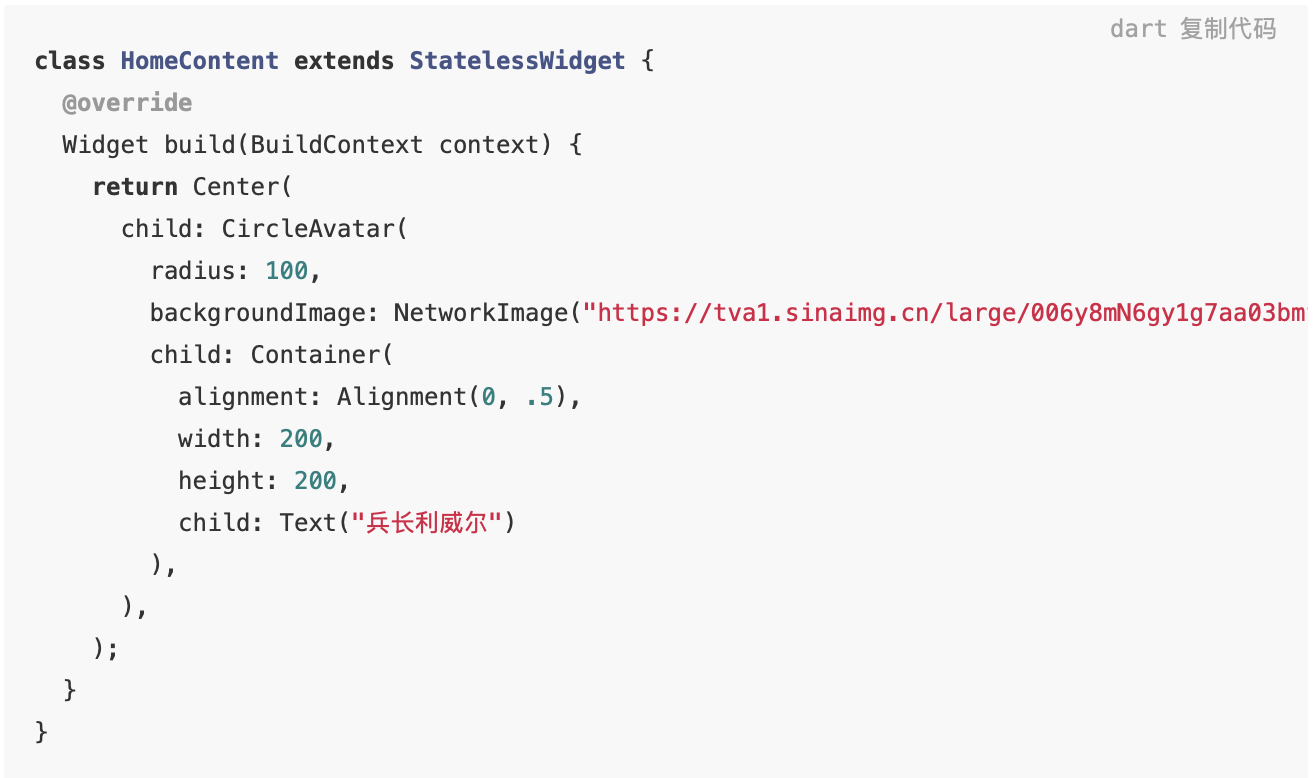 dart 复制代码
class HomeContent extends StatelessWidget {
  @override
  Widget build(BuildContext context) {
    return Center(
      child: CircleAvatar(
        radius: 100,
        backgroundImage: NetworkImage("https://tva1.sinaimg.cn/large/006y8mN6gy1g7aa03bm
        child: Container(
          alignment: Alignment(0, .5),
          width: 200,
          height: 200,
          child: Text("兵长利威尔")
        ),
      ),
    );
  }
}